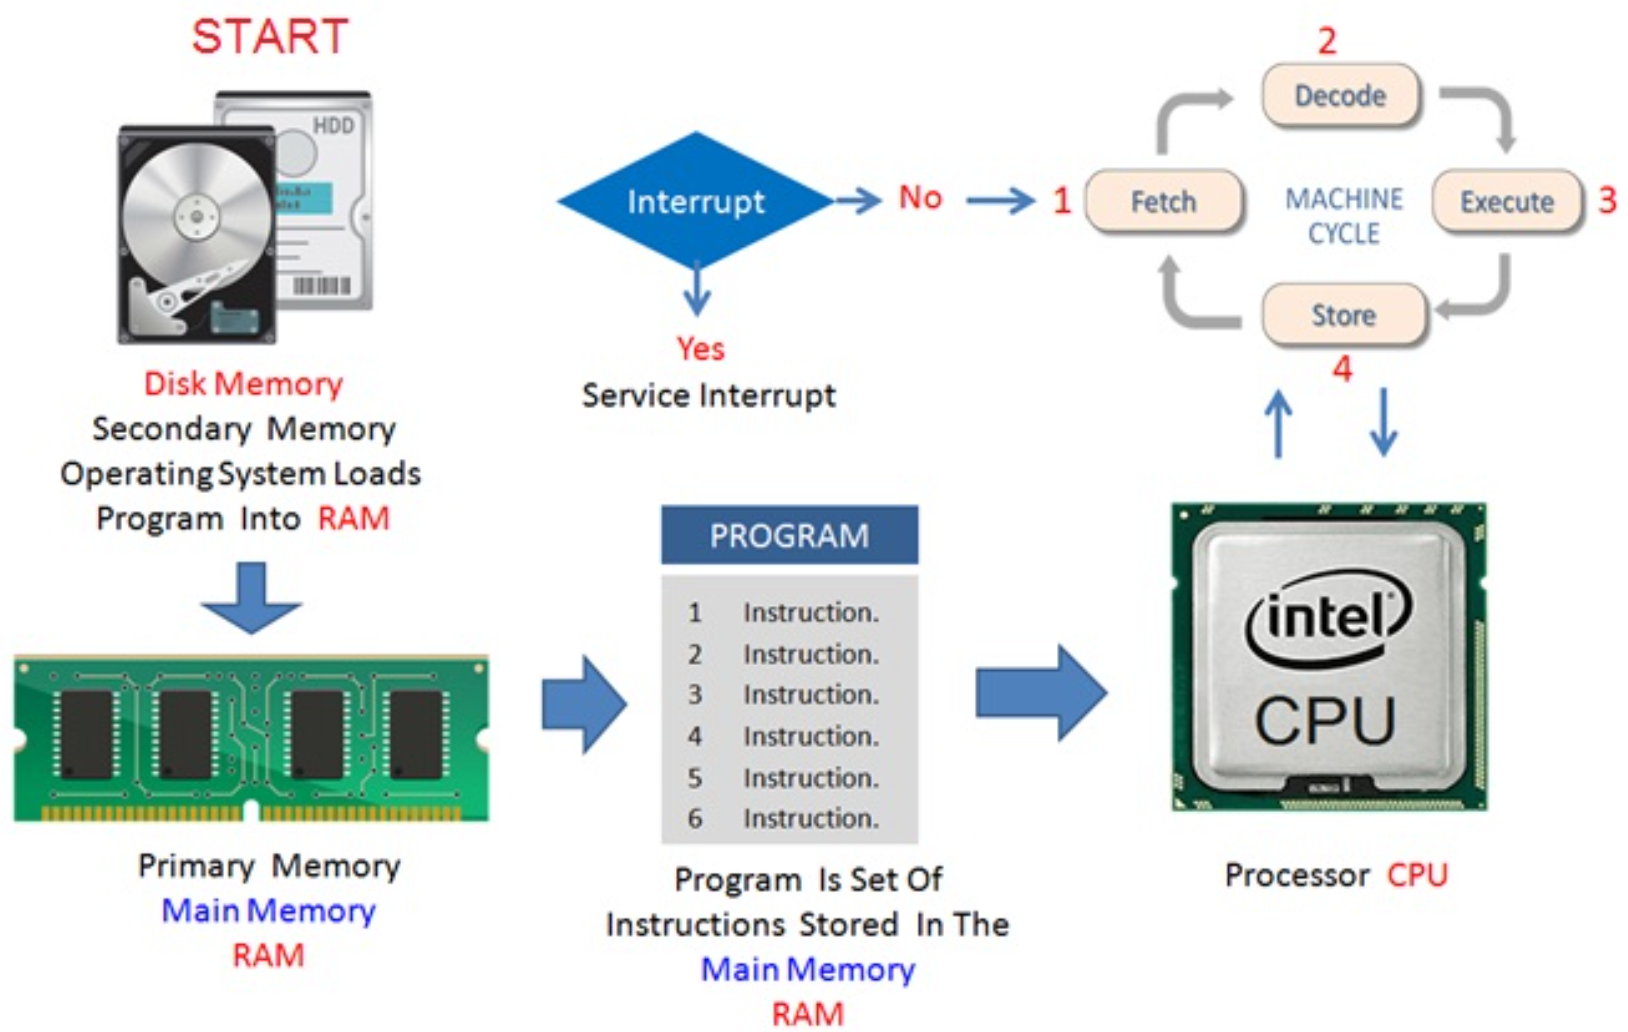 START
HDD
Disk Memory
Secondary Memory
Operating System Loads
Program Into RAM
Primary Memory
Main Memory
RAM
Interrupt
No
Yes
Service Interrupt
PROGRAM
1 Instruction.
2 Instruction.
3 Instruction.
4 Instruction.
5 Instruction.
6 Instruction.
Program Is Set Of
Instructions Stored In The
Main Memory
RAM
2
Decode
1 Fetch
MACHINE
CYCLE
Execute 3
Store
4
intel
CPU
Processor CPU